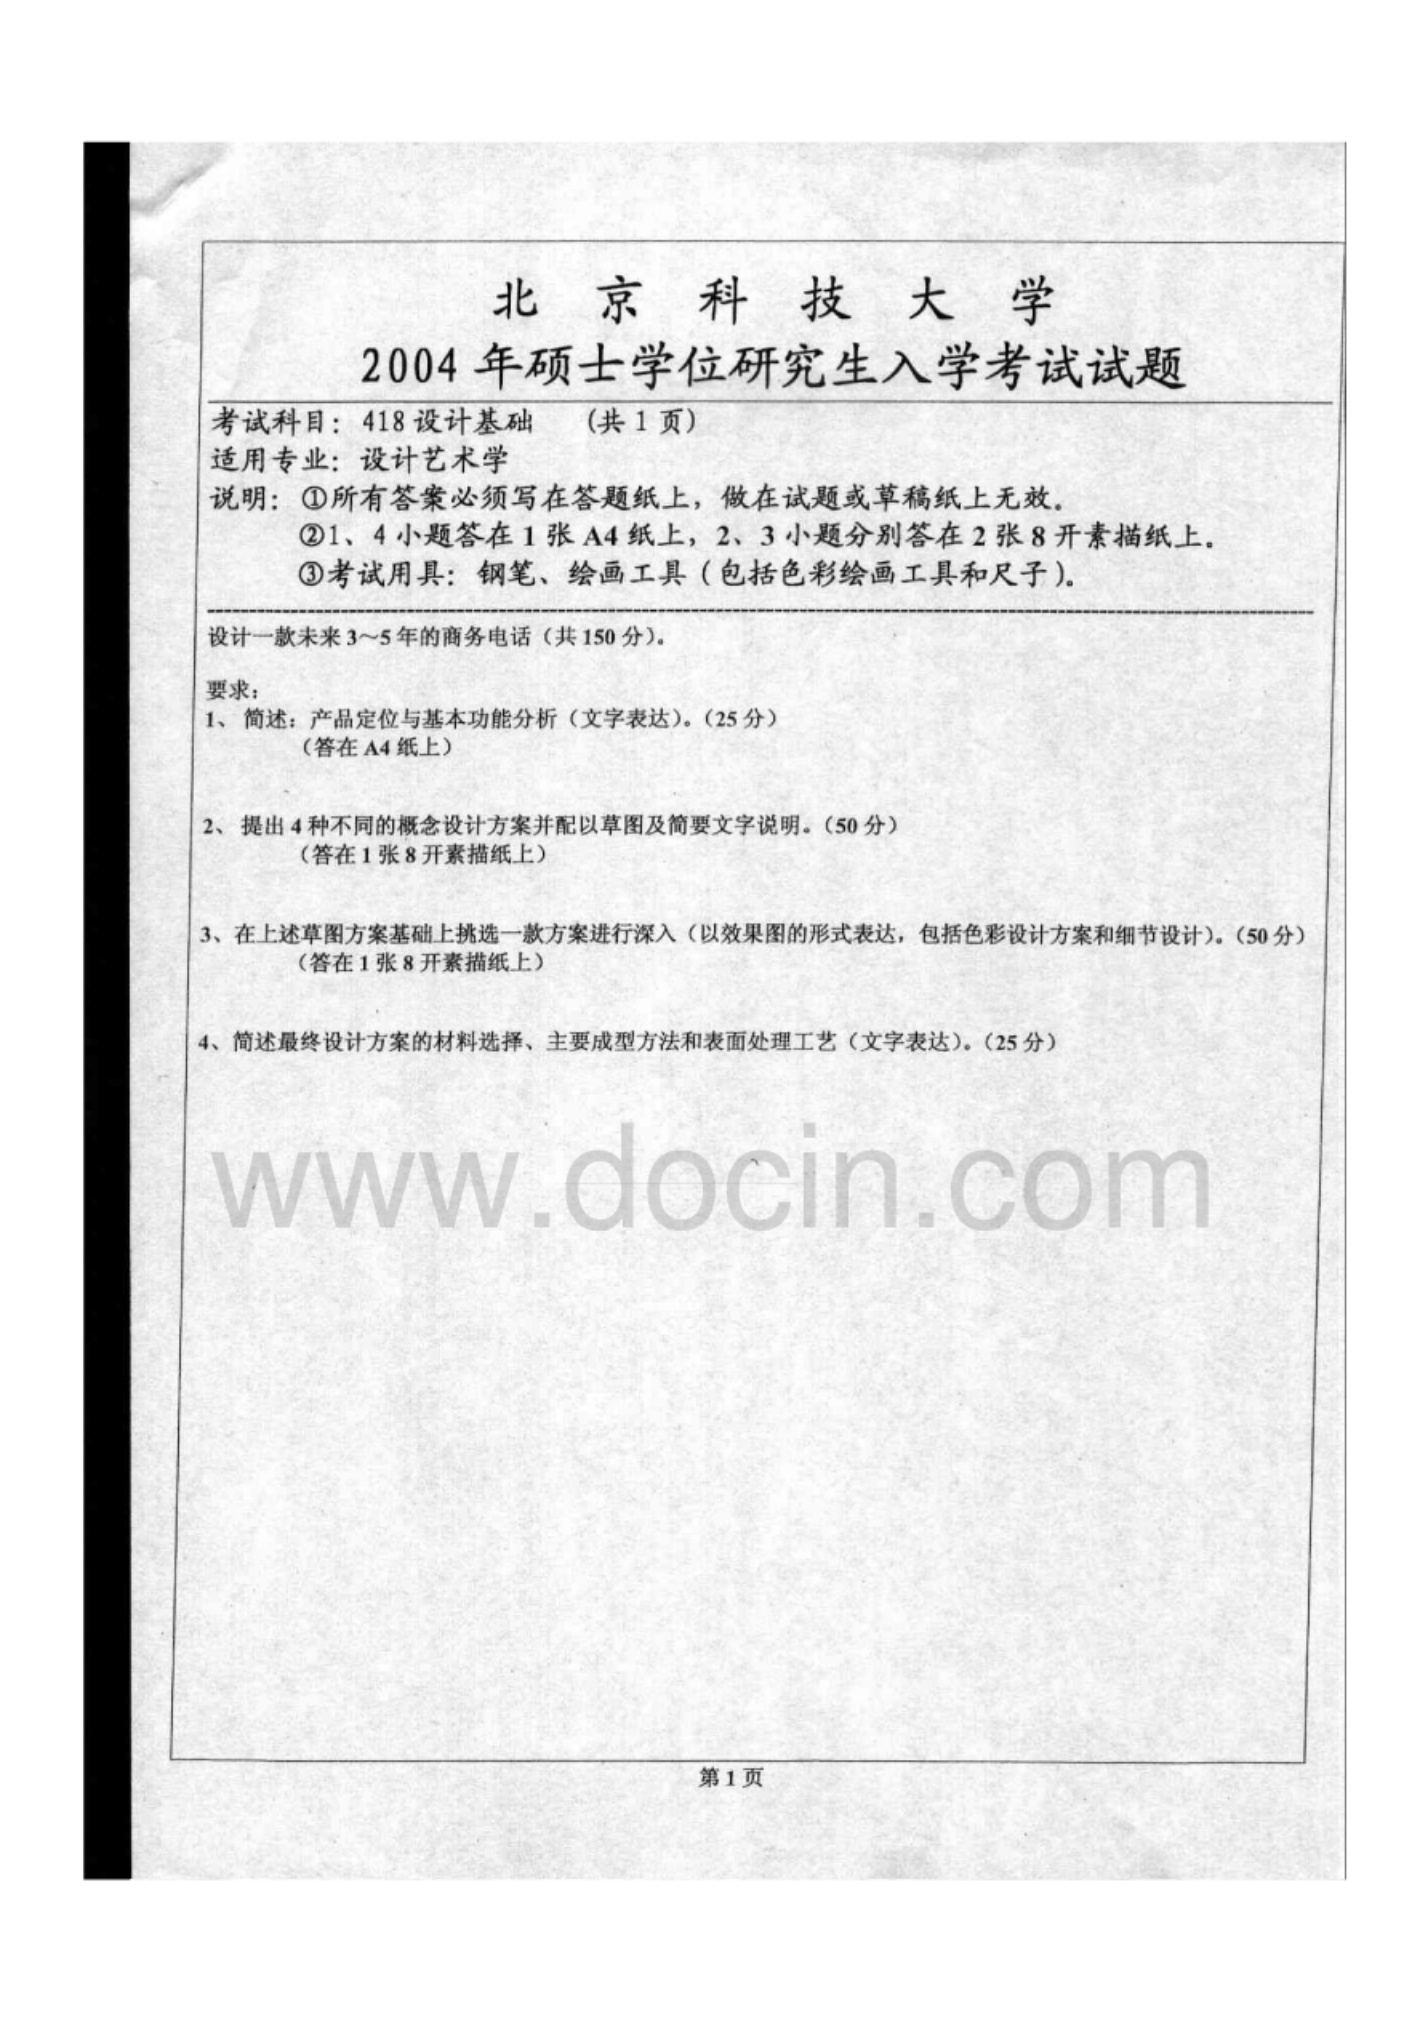 北京科技大学
2004年硕士学位研究生入学考试试题
考试科目：418设计基础 （共1页）
适用专业：设计艺术学
说明：①所有答案必须写在答题纸上，做在试题或草稿纸上无效。
②1、4小题答在1张A4纸上，2、3小题分别答在2张8开素描纸上。
③考试用具：钢笔、绘画工具（包括色彩绘画工具和尺子）。
设计一款未来3～5年的商务电话（共150分）。
要求：
1、简述：产品定位与基本功能分析（文字表达）。（25分）
（答在A4纸上）
2、提出4种不同的概念设计方案并配以草图及简要文字说明。（50分）
（答在1张8开素描纸上）
3、在上述草图方案基础上挑选一款方案进行深入（以效果图的形式表达，包括色彩设计方案和细节设计）。（50分）
（答在1张8开素描纸上）
4、简述最终设计方案的材料选择、主要成型方法和表面处理工艺（文字表达）。（25分）
www.docin.com
第1页